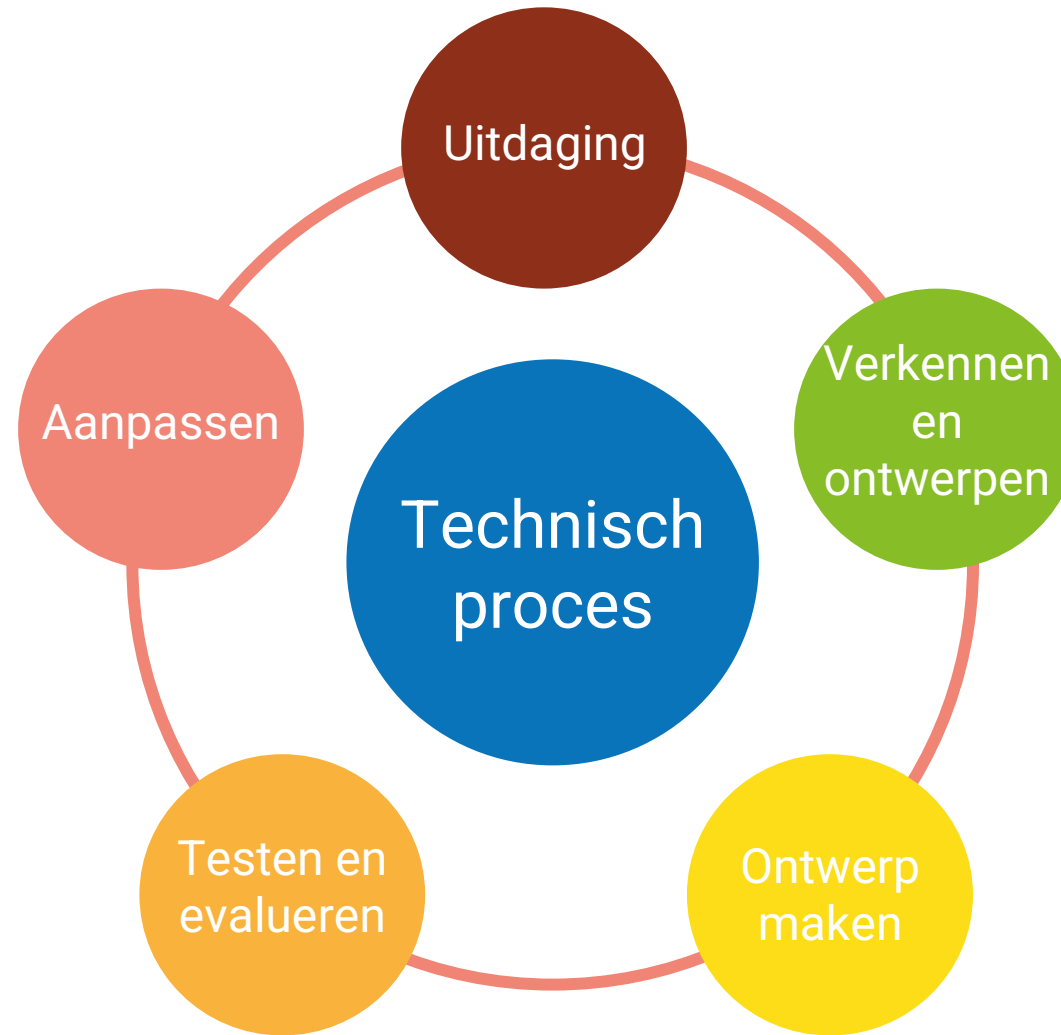 Uitdaging
Verkennen
en
ontwerpen
Ontwerp
maken
Testen en
evalueren
Aanpassen
Technisch
proces